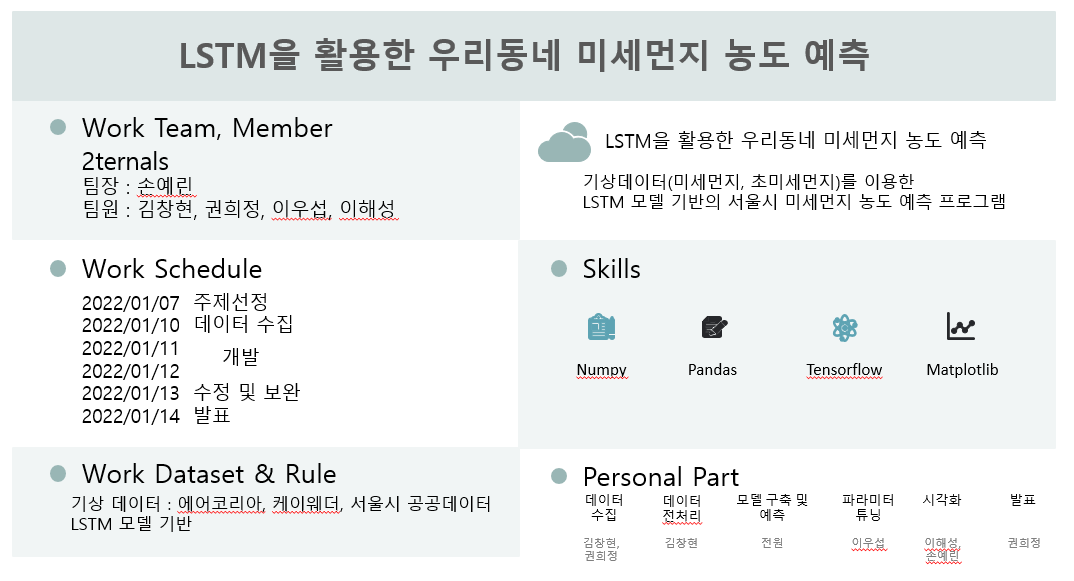 LSTM을 활용한 우리동네 미세먼지 농도 예측
Work Team, Member
2ternals
팀장 : 손예린
팀원 : 김창현, 권희정, 이우섭, 이해성
LSTM을 활용한 우리동네 미세먼지 농도 예측
기상데이터(미세먼지, 초미세먼지)를 이용한
LSTM 모델 기반의 서울시 미세먼지 농도 예측 프로그램
Work Schedule
2022/01/07 주제선정
2022/01/10 데이터 수집
2022/01/11
개발
2022/01/12
2022/01/13 수정 및 보완
2022/01/14 발표
Skills
Numpy Pandas Tensorflow Matplotlib
Work Dataset & Rule
기상 데이터 : 에어코리아, 케이웨더, 서울시 공공데이터
LSTM 모델 기반
Personal Part
데이터
수집
김창현,
권희정
데이터
전처리
김창현
모델 구축 및
예측
전원
파라미터
튜닝
이우섭
시각화
이해성,
손예린
발표
권희정